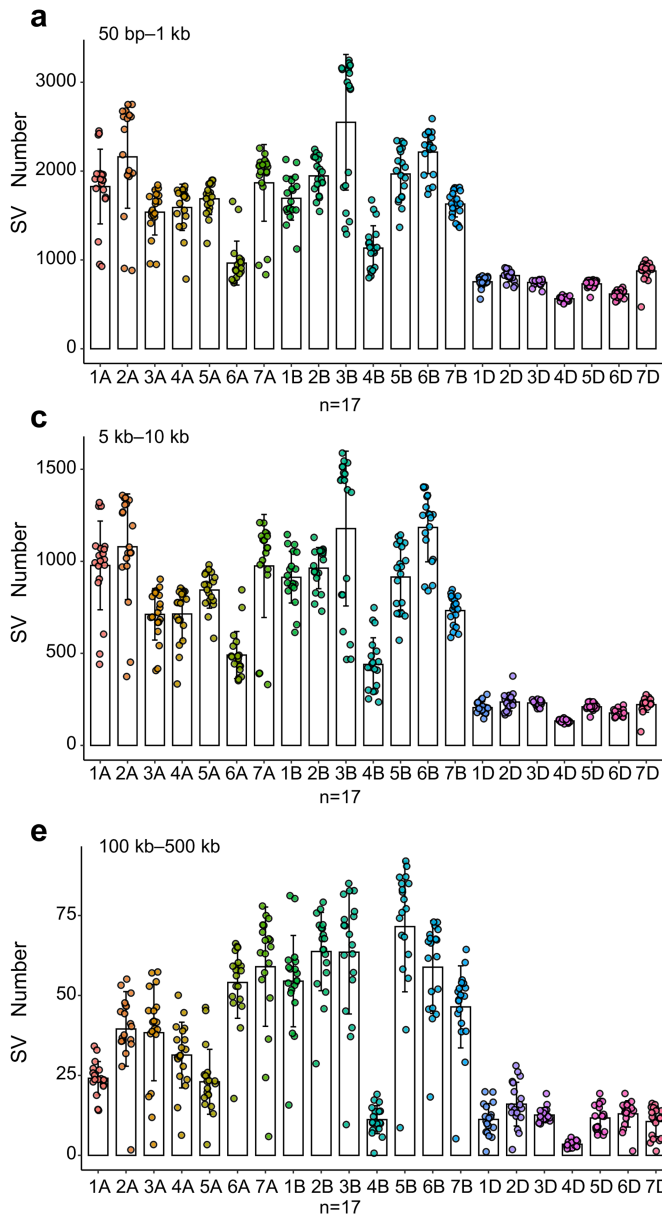 a
50 bp–1 kb
SV Number
3000
2000
1000
0
1A 2A 3A 4A 5A 6A 7A 1B 2B 3B 4B 5B 6B 7B 1D 2D 3D 4D 5D 6D 7D
n=17
c
5 kb–10 kb
SV Number
1500
1000
500
0
1A 2A 3A 4A 5A 6A 7A 1B 2B 3B 4B 5B 6B 7B 1D 2D 3D 4D 5D 6D 7D
n=17
e
100 kb–500 kb
SV Number
75
50
25
0
1A 2A 3A 4A 5A 6A 7A 1B 2B 3B 4B 5B 6B 7B 1D 2D 3D 4D 5D 6D 7D
n=17